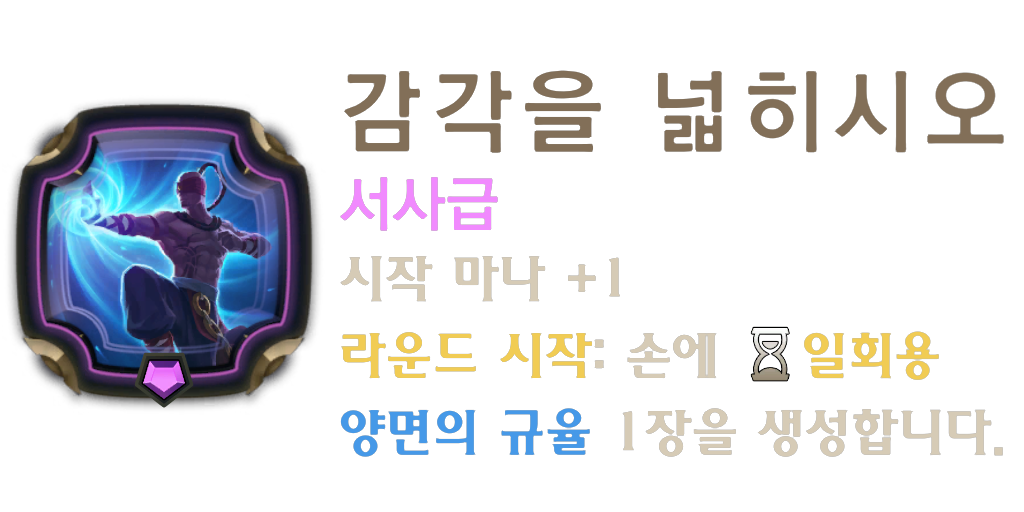 감각을 넓히시오
서사급
시작 마나 +1
라운드 시작: 손에 일회용
양면의 규율 1장을 생성합니다.